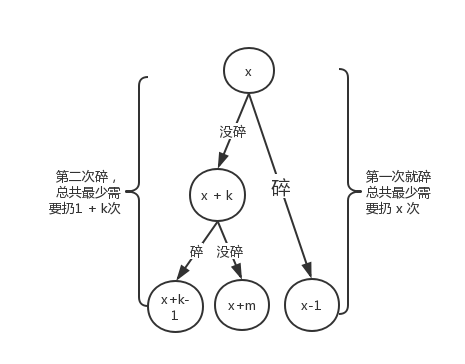 x
没碎
第二次碎，
总共最少需
要扔1 + k次
碎
第一次就碎
总共最少需
要扔 x 次
x + k
碎
没碎
x+k-
1
x+m
x-1